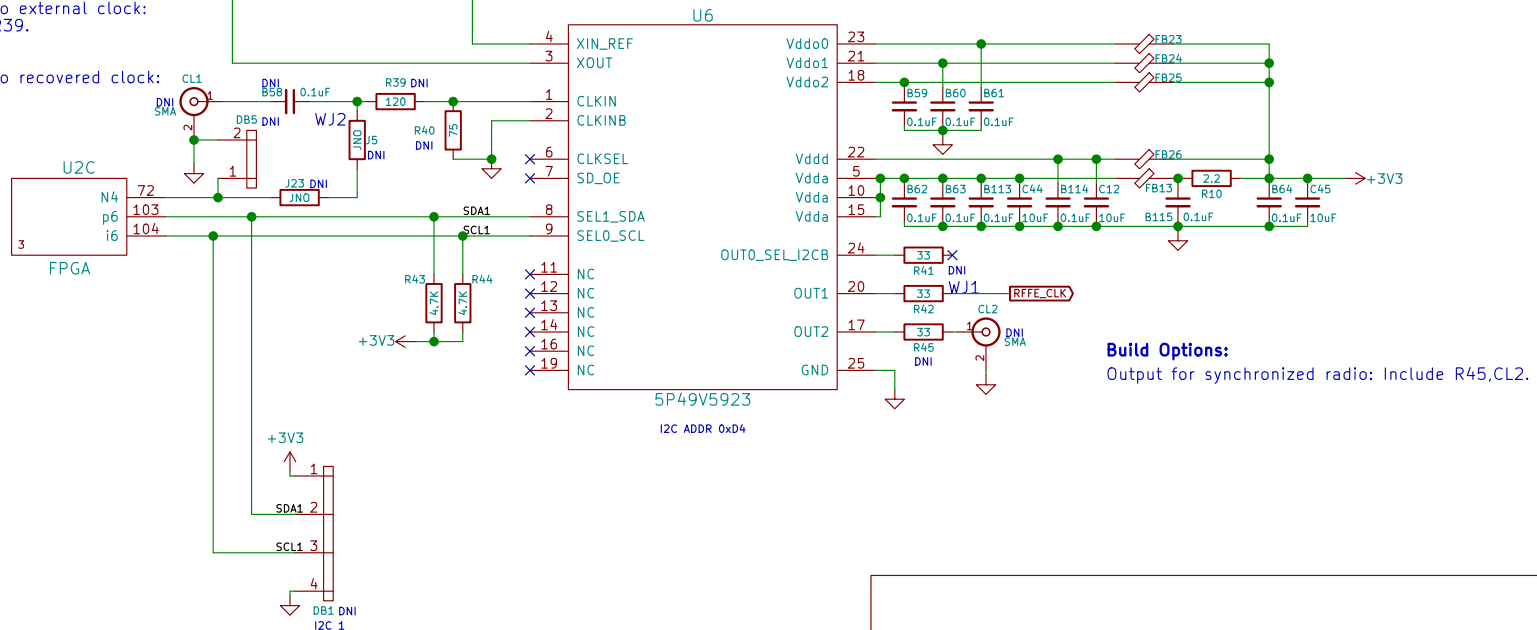 o external clock:
39.
o recovered clock:
CL1
DNI
SMA
1
2
DNI
B58
0.1uF
R39 DNI
120
WJ2
DB5
DNI
2
1
JNO
J5
DNI
R40
DNI
75
J23 DNI
JNO
U2C
N4
p6
i6
72
103
104
3
FPGA
SDA1
SCL1
R43
4.7K
R44
4.7K
+3V3
U6
4 XIN_REF
3 XOUT
1 CLKIN
2 CLKINB
6 CLKSEL
7 SD_OE
8 SEL1_SDA
9 SEL0_SCL
11 NC
12 NC
13 NC
14 NC
16 NC
19 NC
Vddo0 23
Vddo1 21
Vddo2 18
Vddd 22
Vdda 5
Vdda 10
Vdda 15
OUT0_SEL_I2CB 24
OUT1 20
OUT2 17
GND 25
5P49V5923
I2C ADDR 0xD4
FB23
FB24
FB25
B59
B60
B61
0.1uF
0.1uF
0.1uF
FB26
FB13
2.2
R10
+3V3
B62
B63
B113
C44
B114
C12
0.1uF
0.1uF
0.1uF
10uF
0.1uF
10uF
B115
0.1uF
B64
C45
0.1uF
10uF
33
R41
DNI
33
R42
WJ1
RFFE_CLK
33
R45
DNI
CL2
1
2
DNI
SMA
Build Options:
Output for synchronized radio: Include R45,CL2.
+3V3
1
SDA1 2
SCL1 3
4
DB1 DNI
I2C 1